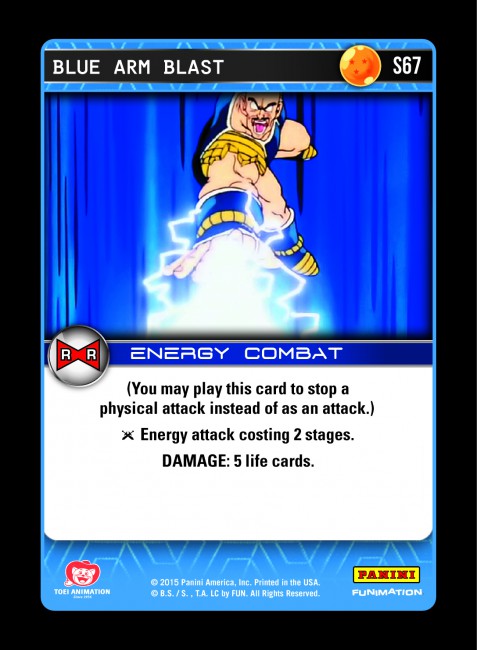 BLUE ARM BLAST
S67
R R
ENERGY COMBAT
(You may play this card to stop a
physical attack instead of as an attack.)
Energy attack costing 2 stages.
DAMAGE: 5 life cards.
TOEI ANIMATION
Since 1956
© 2015 Panini America, Inc. Printed in the USA.
© B.S. / S. , T.A. LC by FUN. All Rights Reserved.
PANINI
FUNIMATION